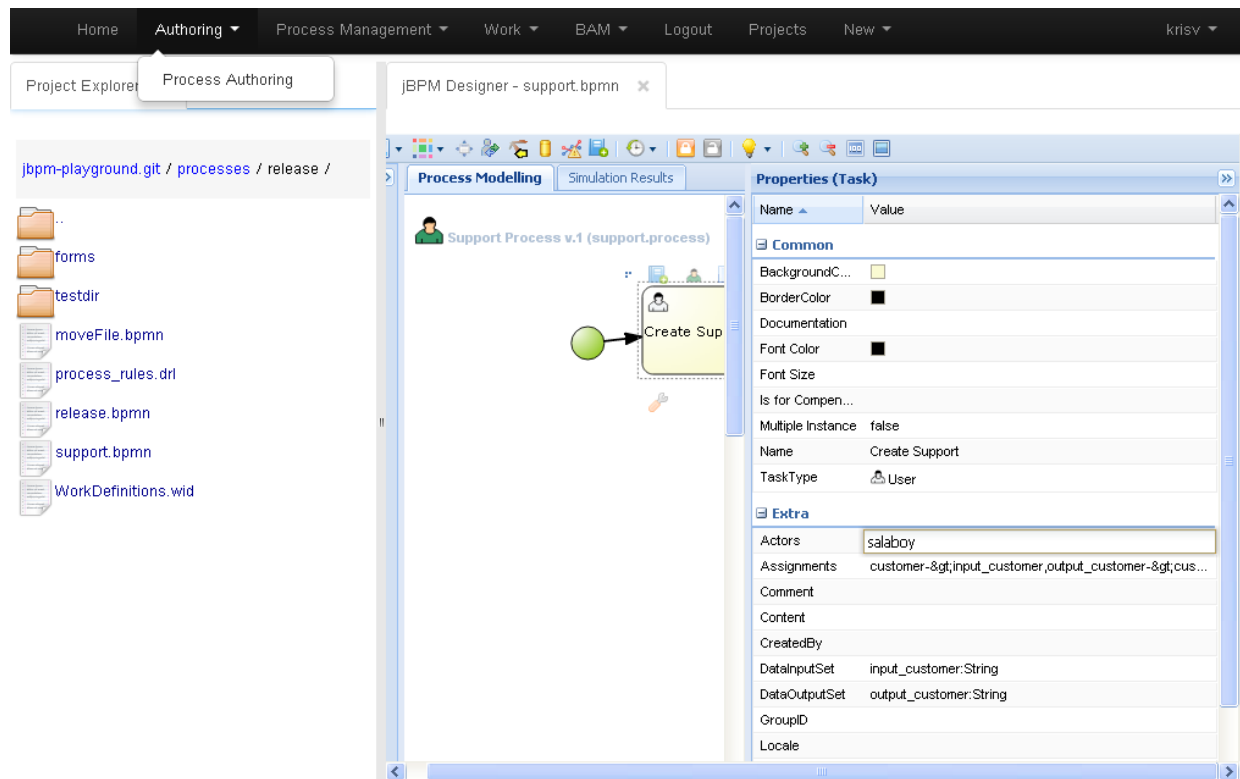 Home Authoring Process Management Work BAM Logout Projects New krisv
Process Authoring
Project Explorer
jBPM Designer - support.bpmn
jbpm-playground.git / processes / release /
..
forms
testdir
moveFile.bpmn
process_rules.drl
release.bpmn
support.bpmn
WorkDefinitions.wid
Process Modelling Simulation Results
Support Process v.1 (support.process)
Create Sup
Properties (Task)
Name Value
Common
BackgroundC...
BorderColor
Documentation
Font Color
Font Size
Is for Compen...
Multiple Instance false
Name Create Support
TaskType User
Extra
Actors salaboy
Assignments customer-&gt;input_customer,output_customer-&gt;cus...
Comment
Content
CreatedBy
DataInputSet input_customer:String
DataOutputSet output_customer:String
GroupID
Locale